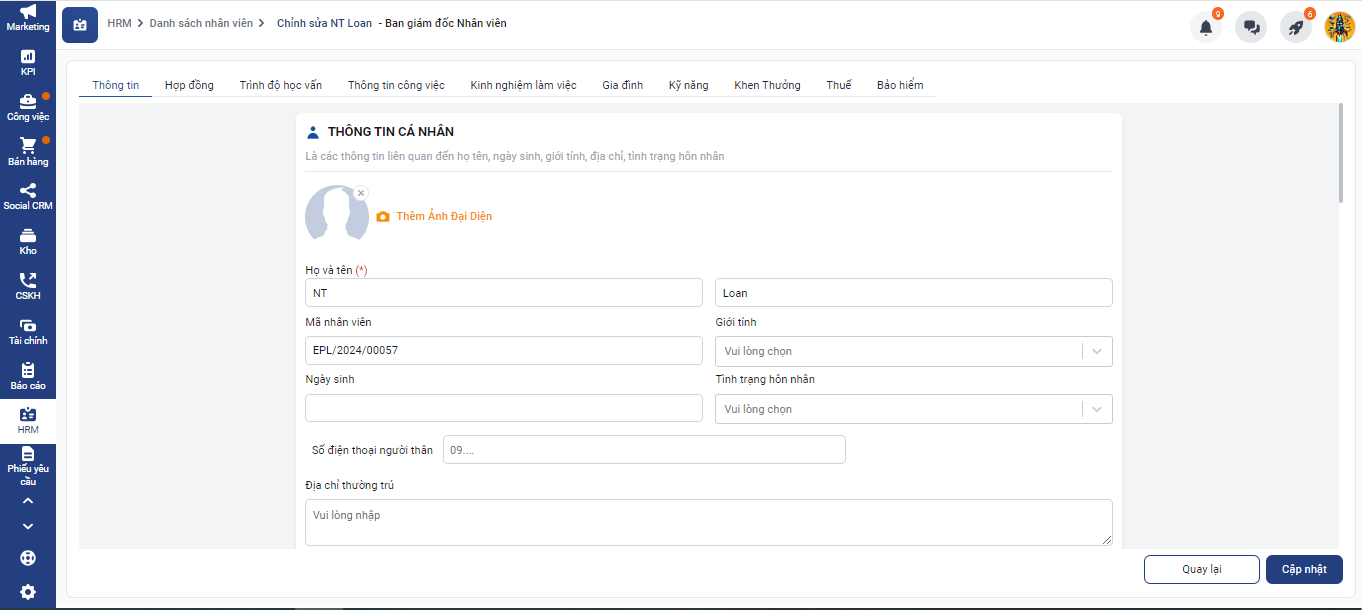 Marketing
KPI
Công việc
Bán hàng
Social CRM
Kho
CSKH
Tài chính
Báo cáo
HRM
Phiếu yêu
cầu
HRM > Danh sách nhân viên > Chỉnh sửa NT Loan - Ban giám đốc Nhân viên
9
6
Thông tin Hợp đồng Trình độ học vấn Thông tin công việc Kinh nghiệm làm việc Gia đình Kỹ năng Khen Thưởng Thuế Bảo hiểm
THÔNG TIN CÁ NHÂN
Là các thông tin liên quan đến họ tên, ngày sinh, giới tính, địa chỉ, tình trạng hôn nhân
Thêm Ảnh Đại Diện
Họ và tên (*)
NT Loan
Mã nhân viên Giới tính
EPL/2024/00057 Vui lòng chọn
Ngày sinh Tình trạng hôn nhân
Vui lòng chọn
Số điện thoại người thân 09....
Địa chỉ thường trú
Vui lòng nhập
Quay lại Cập nhật